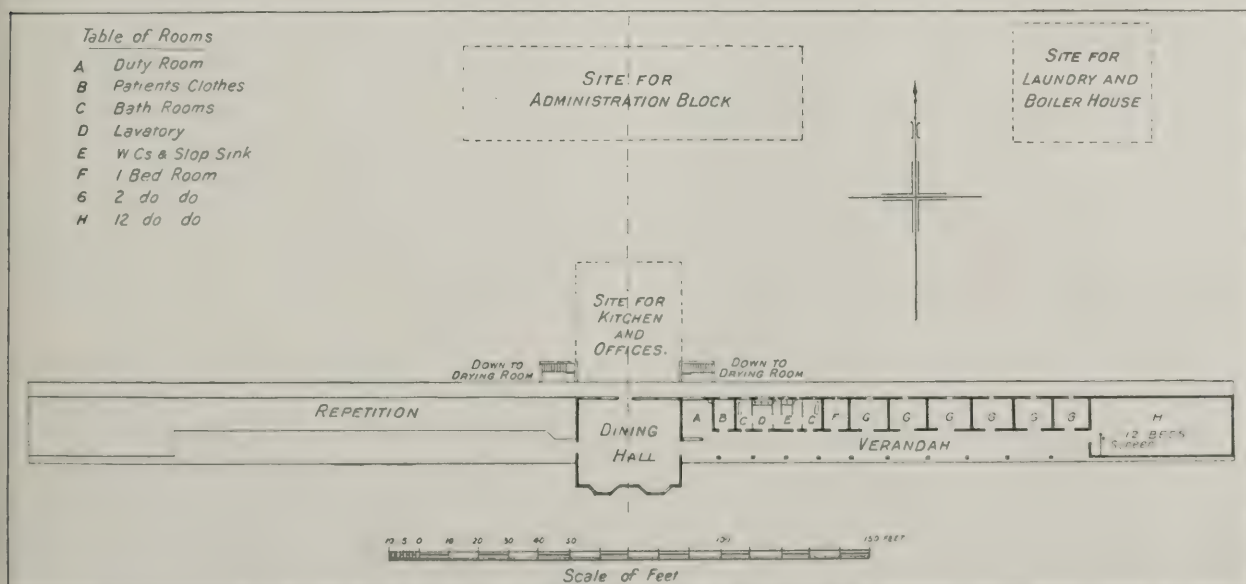 Table of Rooms
A Duty Room
B Patients Clothes
C Bath Rooms
D Lavatory
E W Cs & Slop Sink
F 1 Bed Room
G 2 do do
H 12 do do
SITE FOR
ADMINISTRATION BLOCK
SITE FOR
LAUNDRY AND
BOILER HOUSE
SITE FOR
KITCHEN
AND
OFFICES.
DOWN TO
DRYING ROOM
DOWN TO
DRYING ROOM
REPETITION
DINING
HALL
A B C D E C F G G G G G G H
12 BEDS
VERANDAH
10 5 0 10 20 30 40 50 100 150 FEET
Scale of Feet